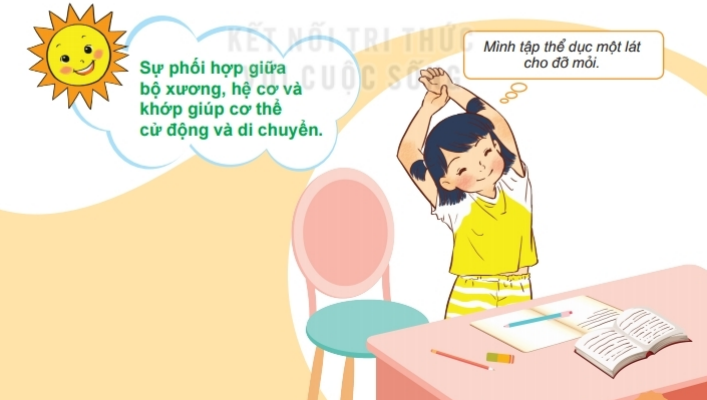 KẾT NỐI TRI THỨC
CUỘC SỐNG
Sự phối hợp giữa
bộ xương, hệ cơ và
khớp giúp cơ thể
cử động và di chuyển.
Mình tập thể dục một lát
cho đỡ mỏi.